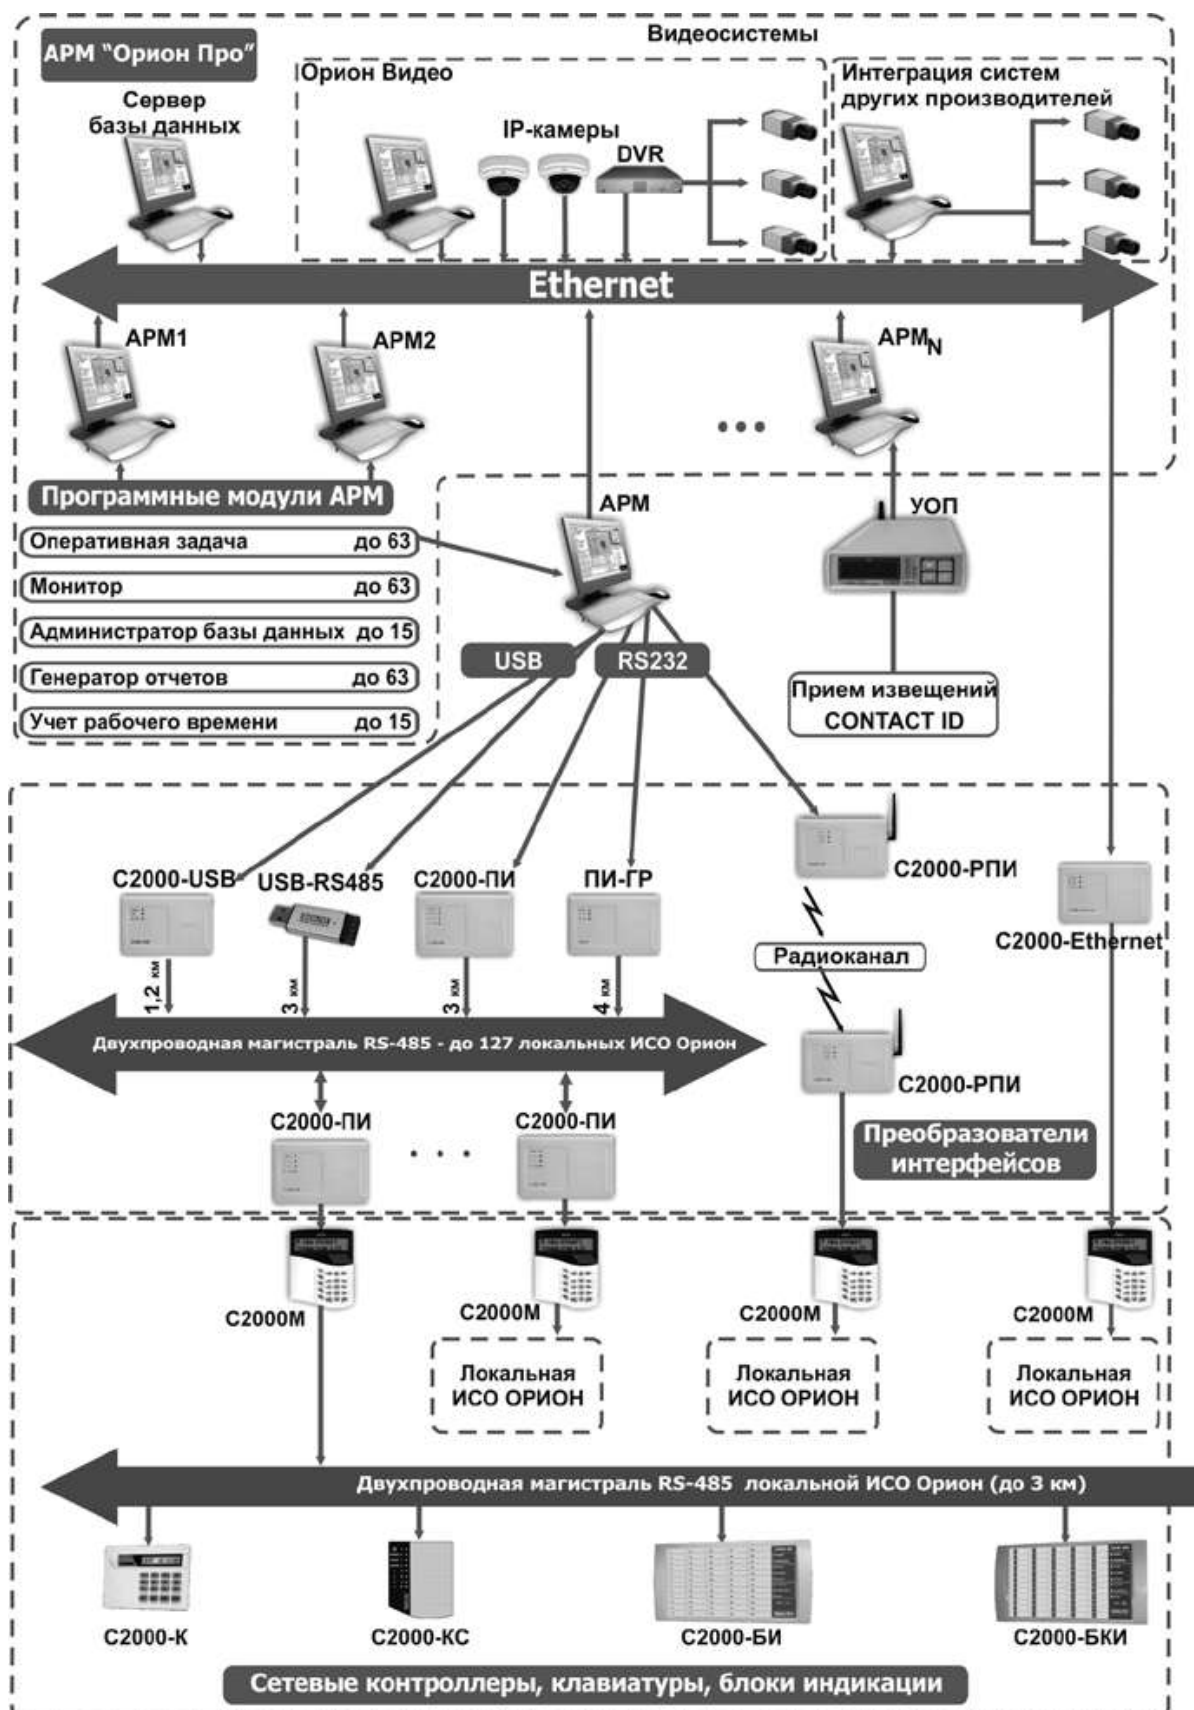 Видеосистемы
АРМ “Орион Про”
Орион Видео
Интеграция систем
других производителей
Сервер
базы данных
IP-камеры
DVR
Ethernet
АРМ1
АРМ2
АРМN
Программные модули АРМ
АРМ
УОП
Оперативная задача до 63
Монитор до 63
Администратор базы данных до 15
Генератор отчетов до 63
Учет рабочего времени до 15
USB
RS232
Прием извещений
CONTACT ID
С2000-USB
USB-RS485
С2000-ПИ
ПИ-ГР
С2000-РПИ
С2000-Ethernet
Радиоканал
1,2 км
3 км
3 км
4 км
Двухпроводная магистраль RS-485 - до 127 локальных ИСО Орион
С2000-РПИ
С2000-ПИ
. . .
С2000-ПИ
Преобразователи
интерфейсов
С2000М
С2000М
С2000М
С2000М
Локальная
ИСО ОРИОН
Локальная
ИСО ОРИОН
Локальная
ИСО ОРИОН
Двухпроводная магистраль RS-485 локальной ИСО Орион (до 3 км)
С2000-К
С2000-КС
С2000-БИ
С2000-БКИ
Сетевые контроллеры, клавиатуры, блоки индикации